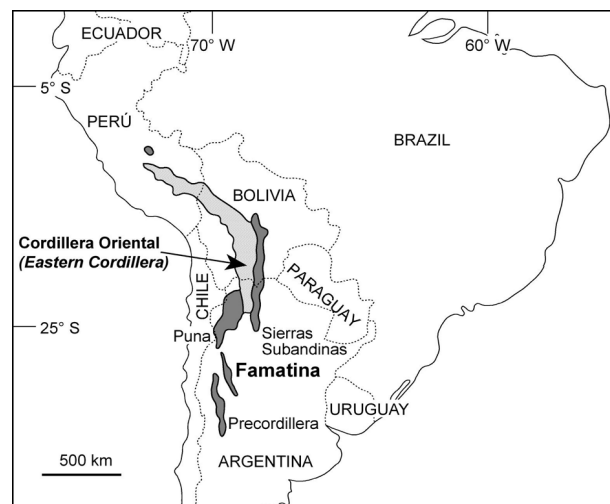 ECUADOR
70° W
60° W
5° S
PERÚ
BRAZIL
BOLIVIA
Cordillera Oriental
(Eastern Cordillera)
PARAGUAY
CHILE
25° S
Puna
Sierras
Subandinas
Famatina
URUGUAY
Precordillera
ARGENTINA
500 km